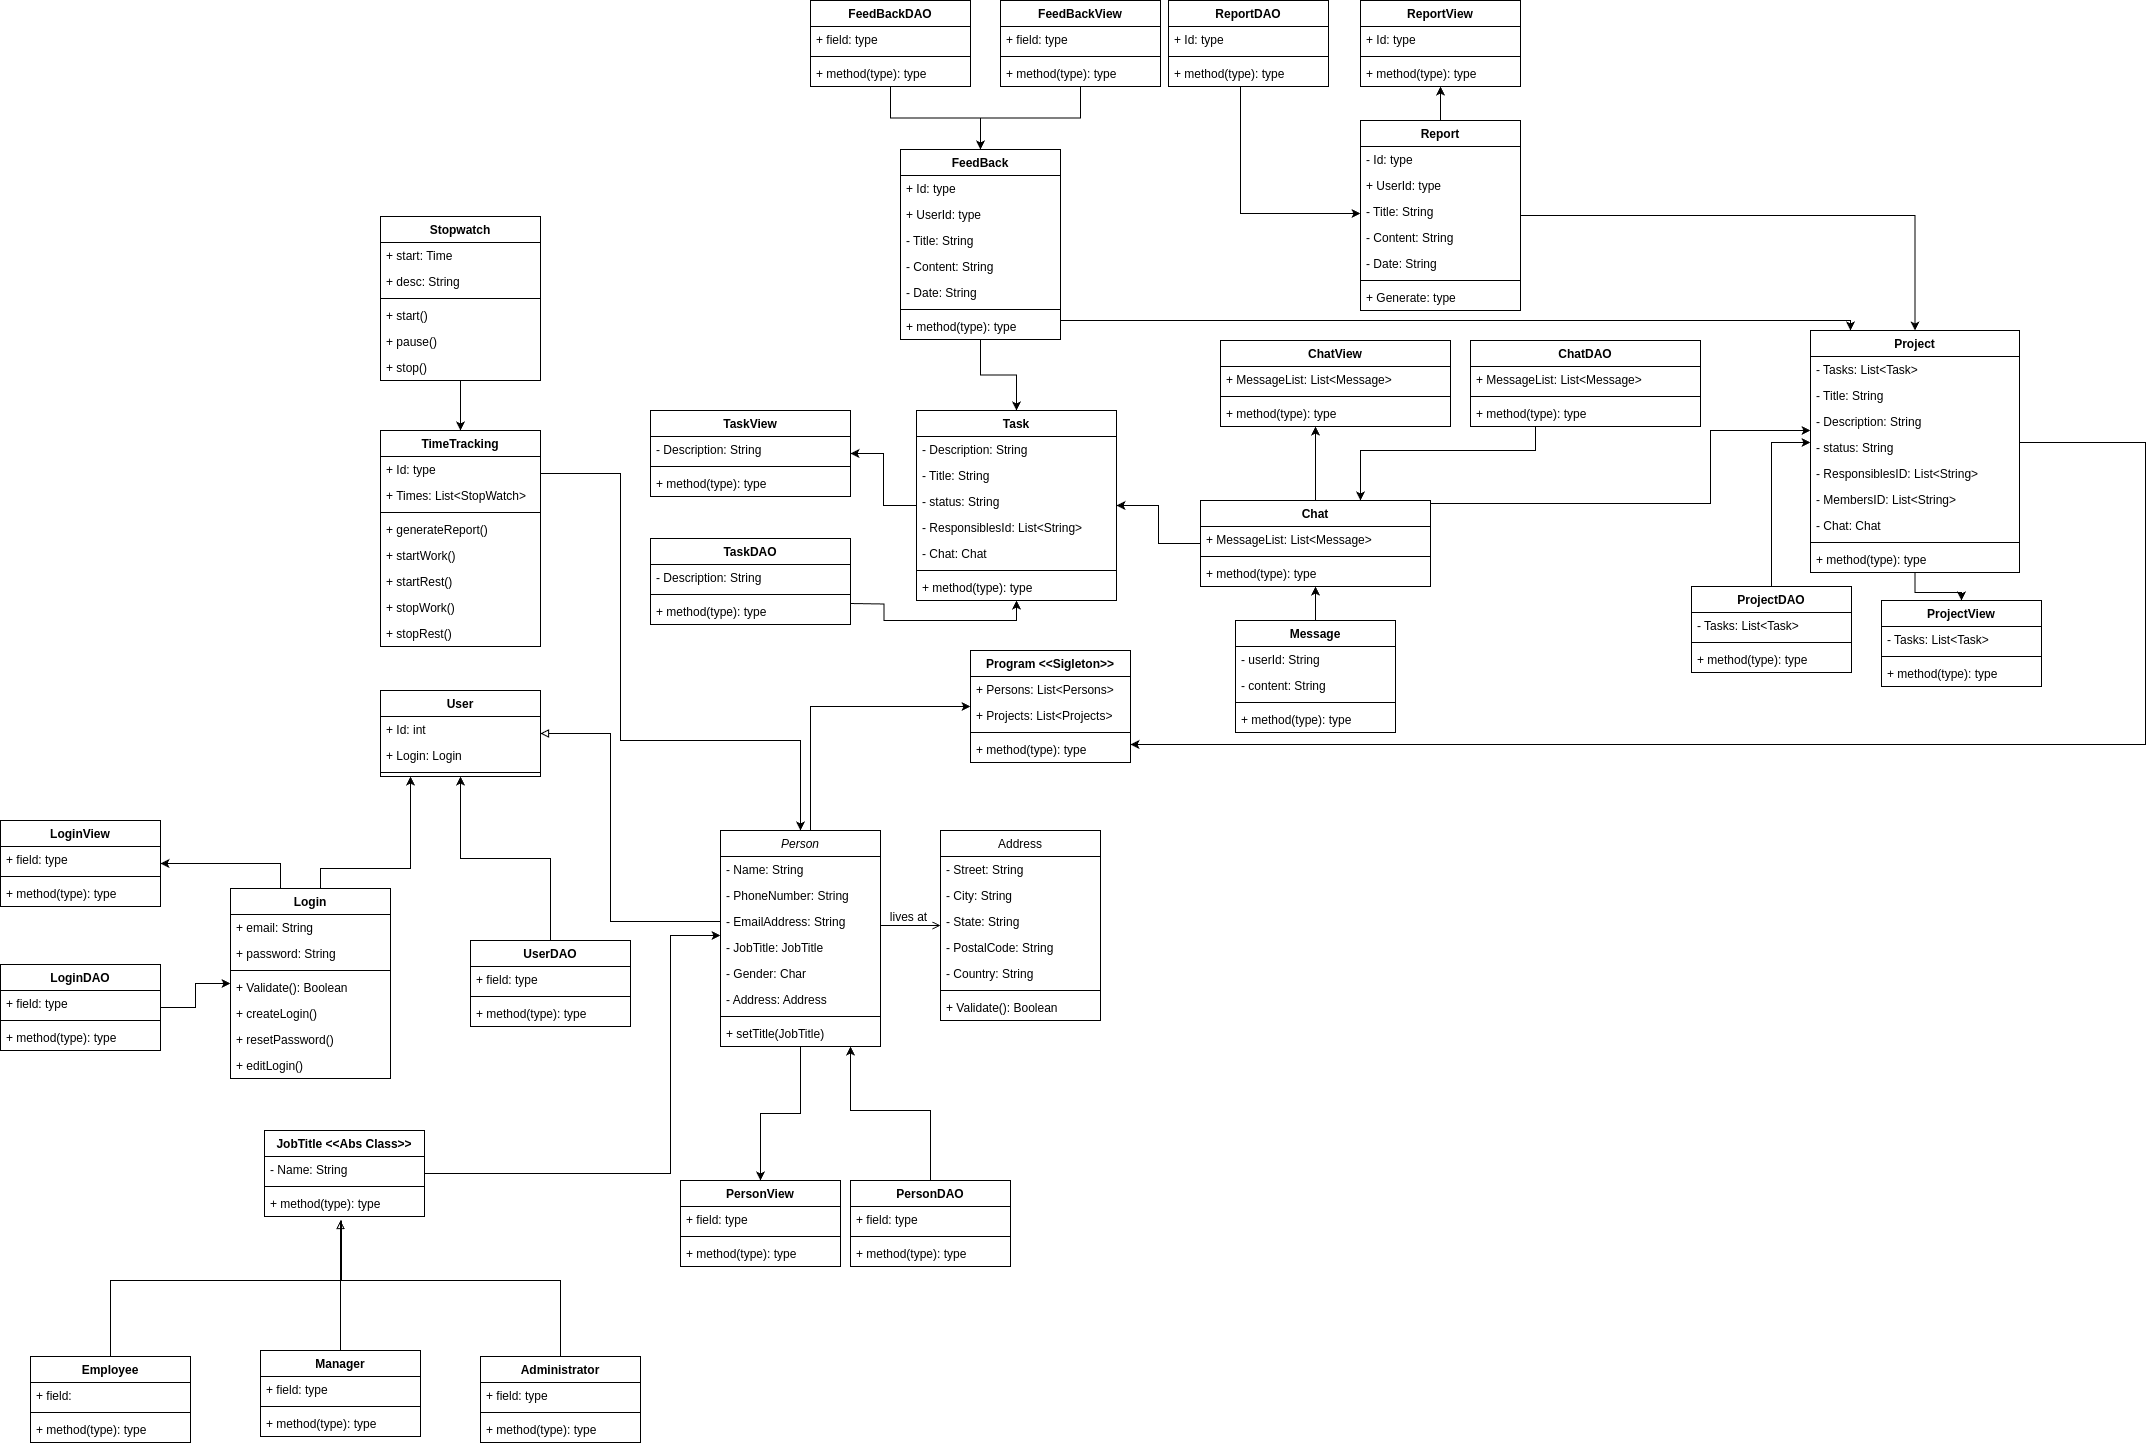 FeedBackDAO
+ field: type
+ method(type): type
FeedBackView
+ field: type
+ method(type): type
ReportDAO
+ Id: type
+ method(type): type
ReportView
+ Id: type
+ method(type): type
Report
- Id: type
+ UserId: type
- Title: String
- Content: String
- Date: String
+ Generate: type
FeedBack
+ Id: type
+ UserId: type
- Title: String
- Content: String
- Date: String
+ method(type): type
Stopwatch
+ start: Time
+ desc: String
+ start()
+ pause()
+ stop()
Project
- Tasks: List<Task>
- Title: String
- Description: String
- status: String
- ResponsiblesID: List<String>
- MembersID: List<String>
- Chat: Chat
+ method(type): type
ChatView
+ MessageList: List<Message>
+ method(type): type
ChatDAO
+ MessageList: List<Message>
+ method(type): type
TaskView
- Description: String
+ method(type): type
Task
- Description: String
- Title: String
- status: String
- ResponsiblesId: List<String>
- Chat: Chat
+ method(type): type
TimeTracking
+ Id: type
+ Times: List<StopWatch>
+ generateReport()
+ startWork()
+ startRest()
+ stopWork()
+ stopRest()
Chat
+ MessageList: List<Message>
+ method(type): type
TaskDAO
- Description: String
+ method(type): type
ProjectDAO
- Tasks: List<Task>
+ method(type): type
ProjectView
- Tasks: List<Task>
+ method(type): type
Message
- userId: String
- content: String
+ method(type): type
Program <<Sigleton>>
+ Persons: List<Persons>
+ Projects: List<Projects>
+ method(type): type
User
+ Id: int
+ Login: Login
LoginView
+ field: type
+ method(type): type
Person
- Name: String
- PhoneNumber: String
- EmailAddress: String
- JobTitle: JobTitle
- Gender: Char
- Address: Address
+ setTitle(JobTitle)
lives at
Address
- Street: String
- City: String
- State: String
- PostalCode: String
- Country: String
+ Validate(): Boolean
Login
+ email: String
+ password: String
+ Validate(): Boolean
+ createLogin()
+ resetPassword()
+ editLogin()
UserDAO
+ field: type
+ method(type): type
LoginDAO
+ field: type
+ method(type): type
JobTitle <<Abs Class>>
- Name: String
+ method(type): type
PersonView
+ field: type
+ method(type): type
PersonDAO
+ field: type
+ method(type): type
Employee
+ field:
+ method(type): type
Manager
+ field: type
+ method(type): type
Administrator
+ field: type
+ method(type): type